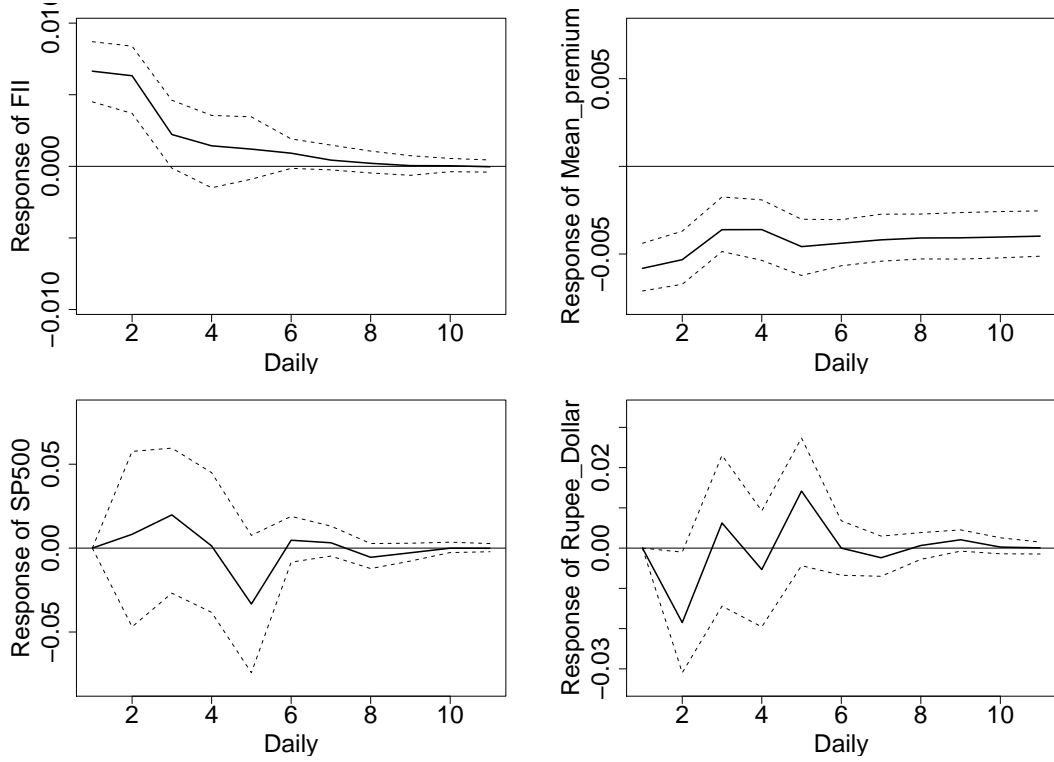 Response of FII
−0.010 0.000 0.010
2 4 6 8 10
Daily
Response of Mean_premium
−0.005 0.005
2 4 6 8 10
Daily
Response of SP500
−0.05 0.00 0.05
2 4 6 8 10
Daily
Response of Rupee_Dollar
−0.03 0.00 0.02
2 4 6 8 10
Daily